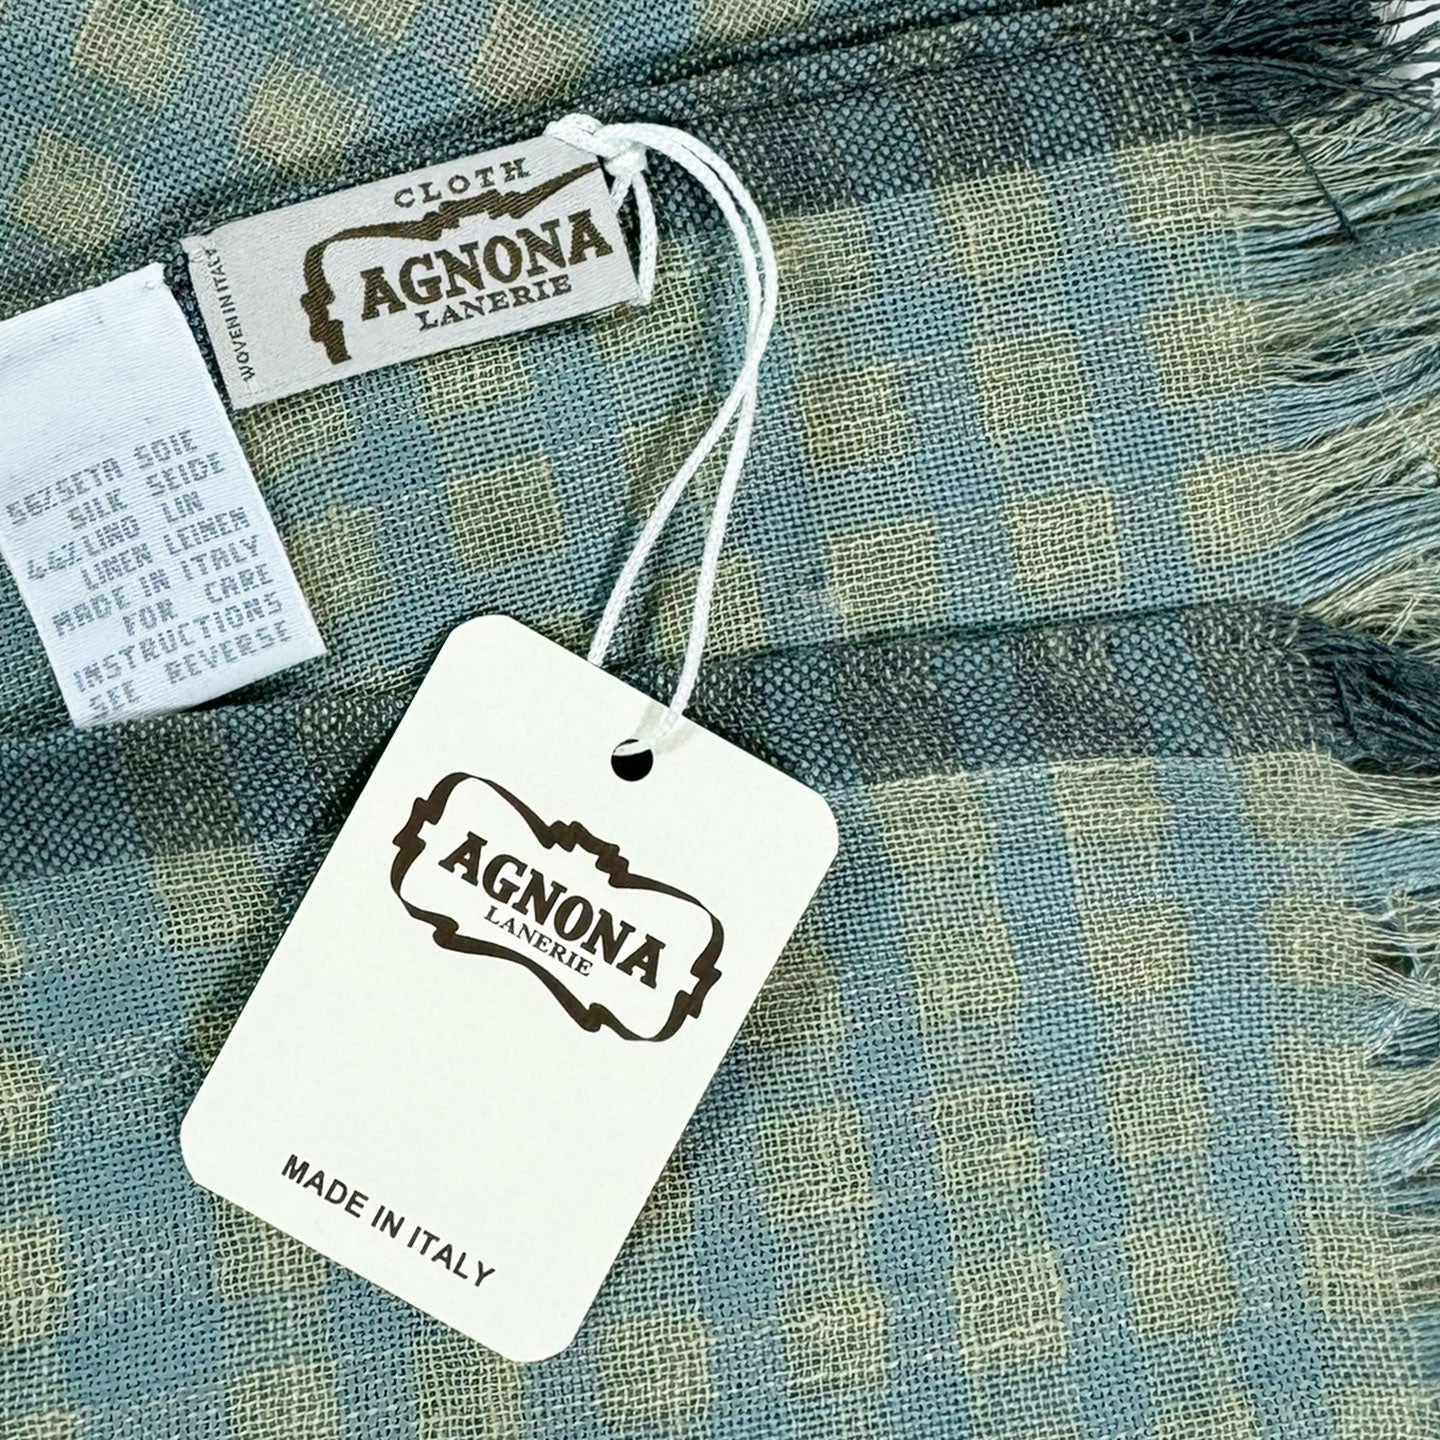 CLOTH
AGNONA
LANERIE
WOVEN IN ITALY
56%SETA SOIE
SILK SEIDE
44%LINO LIN
LINEN LEINEN
MADE IN ITALY
FOR CARE
INSTRUCTIONS
SEE REVERSE
AGNONA
LANERIE
MADE IN ITALY